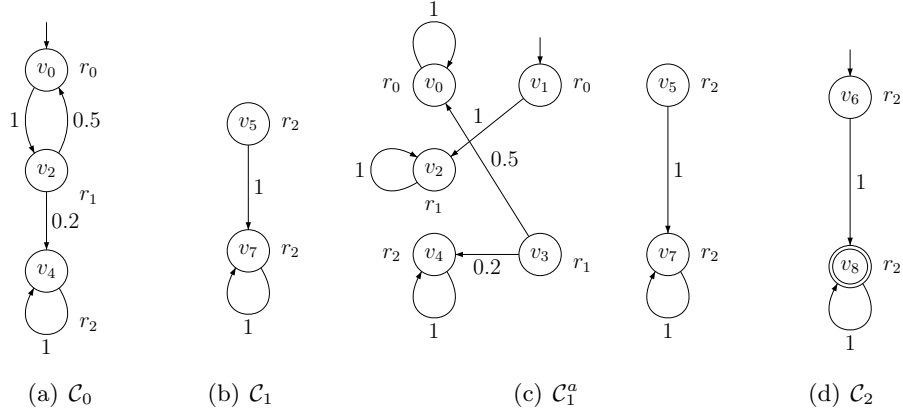 v0 r0
1 0.5
v2
r1
0.2
v4
r2
1
(a) C0
v5 r2
1
v7 r2
1
(b) C1
1
r0 v0 v1 r0
1
0.5
1 v2
r1
r2 v4 0.2 v3 r1
1
v5 r2
1
v7 r2
1
(c) C1^a
v6 r2
1
v8 r2
1
(d) C2